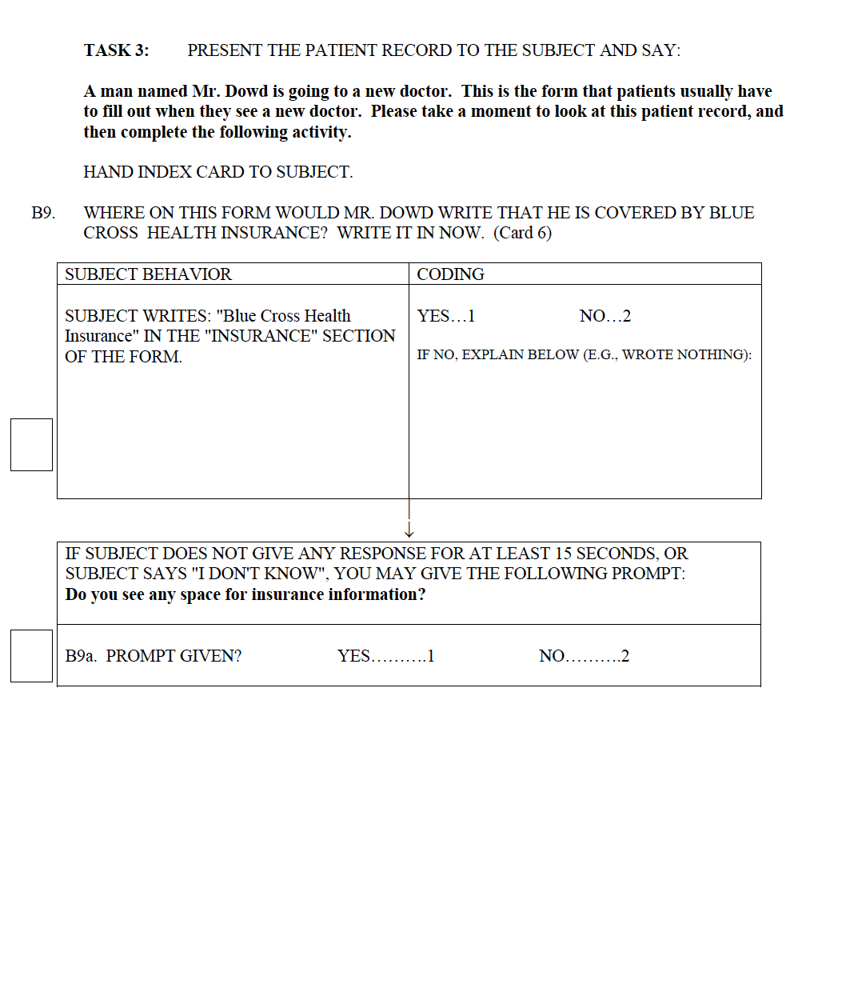 TASK 3: PRESENT THE PATIENT RECORD TO THE SUBJECT AND SAY:
A man named Mr. Dowd is going to a new doctor. This is the form that patients usually have
to fill out when they see a new doctor. Please take a moment to look at this patient record, and
then complete the following activity.
HAND INDEX CARD TO SUBJECT.
B9. WHERE ON THIS FORM WOULD MR. DOWD WRITE THAT HE IS COVERED BY BLUE
CROSS HEALTH INSURANCE? WRITE IT IN NOW. (Card 6)
SUBJECT BEHAVIOR
SUBJECT WRITES: "Blue Cross Health
Insurance" IN THE "INSURANCE" SECTION
OF THE FORM.
CODING
YES…1 NO…2
IF NO, EXPLAIN BELOW (E.G., WROTE NOTHING):
IF SUBJECT DOES NOT GIVE ANY RESPONSE FOR AT LEAST 15 SECONDS, OR
SUBJECT SAYS "I DON'T KNOW", YOU MAY GIVE THE FOLLOWING PROMPT:
Do you see any space for insurance information?
B9a. PROMPT GIVEN? YES……….1 NO……….2